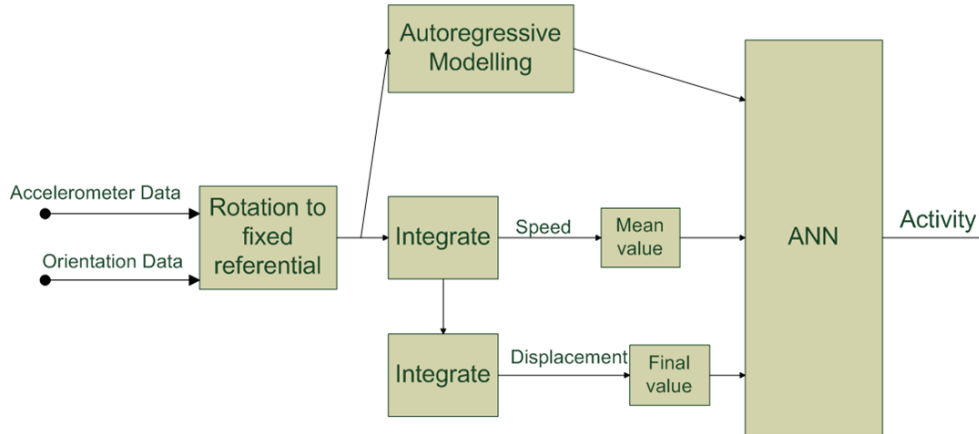 Autoregressive
Modelling
Accelerometer Data
Orientation Data
Rotation to
fixed
referential
Integrate
Speed
Mean
value
ANN
Activity
Integrate
Displacement
Final
value